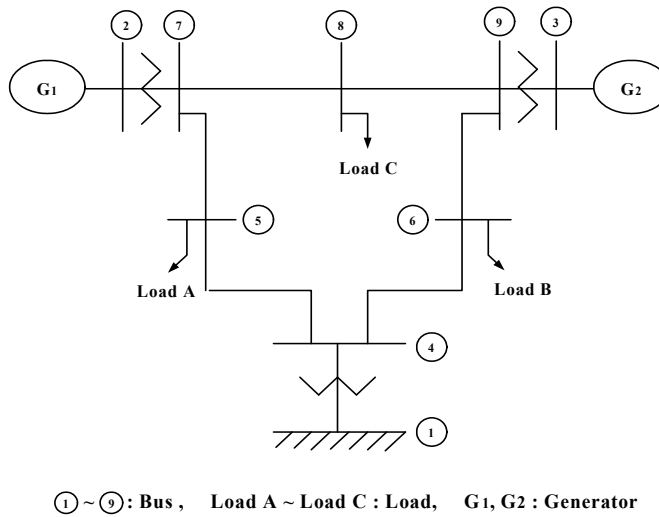 2 7 8 9 3
G1 G2
Load C
5 6
Load A Load B
4
1
1 ~ 9 : Bus , Load A ~ Load C : Load, G1, G2 : Generator